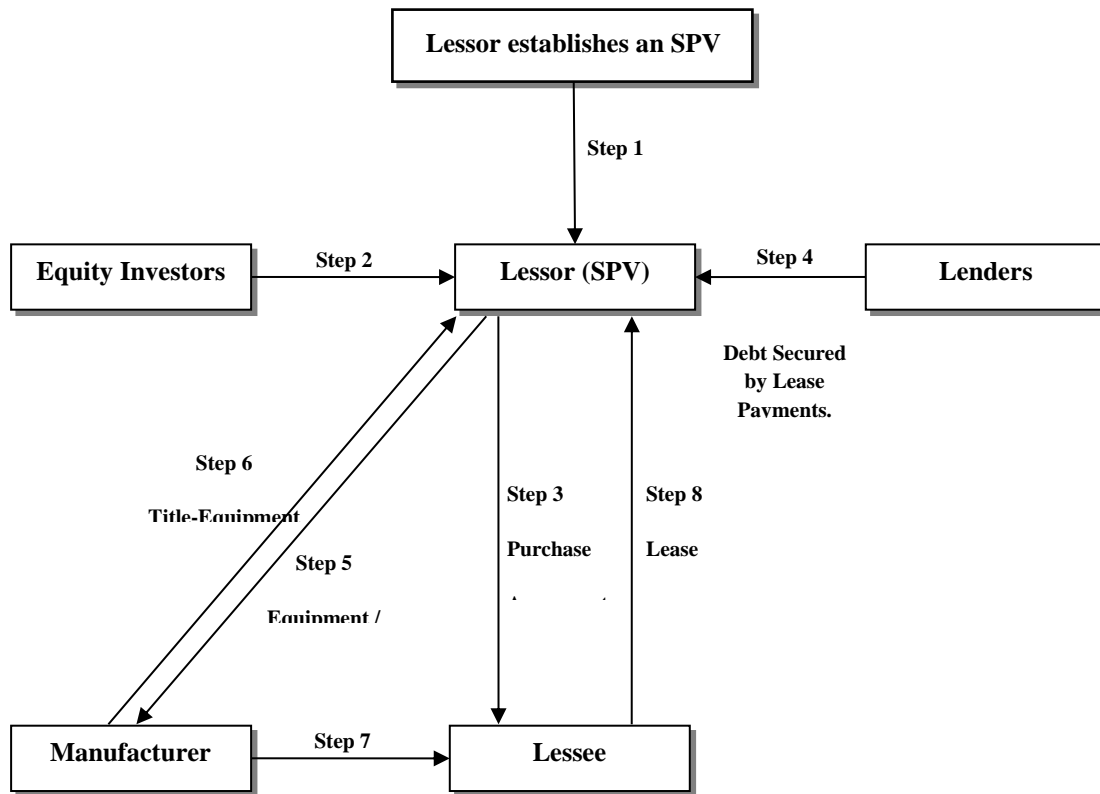 Lessor establishes an SPV
Step 1
Equity Investors
Step 2
Lessor (SPV)
Step 4
Lenders
Debt Secured
by Lease
Payments.
Step 6
Title-Equipment
Step 3
Purchase
Step 8
Lease
Step 5
Equipment /
Manufacturer
Step 7
Lessee